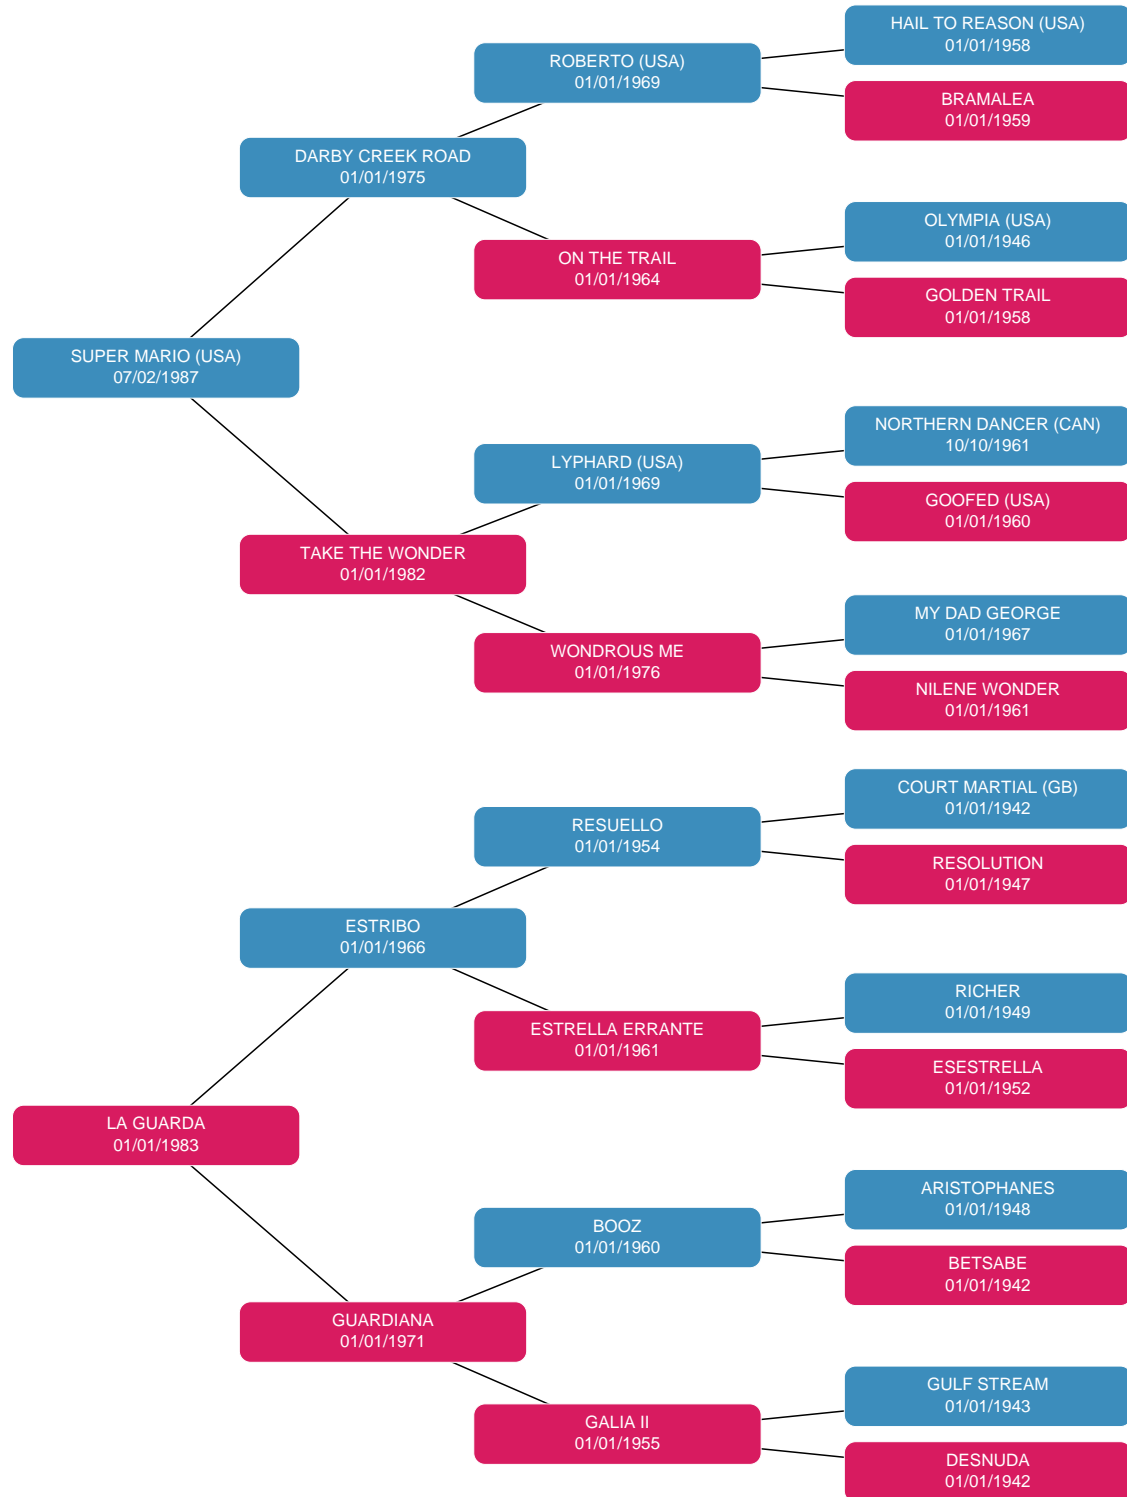 HAIL TO REASON (USA)
01/01/1958
ROBERTO (USA)
01/01/1969
BRAMALEA
01/01/1959
DARBY CREEK ROAD
01/01/1975
OLYMPIA (USA)
01/01/1946
ON THE TRAIL
01/01/1964
GOLDEN TRAIL
01/01/1958
SUPER MARIO (USA)
07/02/1987
NORTHERN DANCER (CAN)
10/10/1961
LYPHARD (USA)
01/01/1969
GOOFED (USA)
01/01/1960
TAKE THE WONDER
01/01/1982
MY DAD GEORGE
01/01/1967
WONDROUS ME
01/01/1976
NILENE WONDER
01/01/1961
COURT MARTIAL (GB)
01/01/1942
RESUELLO
01/01/1954
RESOLUTION
01/01/1947
ESTRIBO
01/01/1966
RICHER
01/01/1949
ESTRELLA ERRANTE
01/01/1961
ESESTRELLA
01/01/1952
LA GUARDA
01/01/1983
ARISTOPHANES
01/01/1948
BOOZ
01/01/1960
BETSABE
01/01/1942
GUARDIANA
01/01/1971
GULF STREAM
01/01/1943
GALIA II
01/01/1955
DESNUDA
01/01/1942